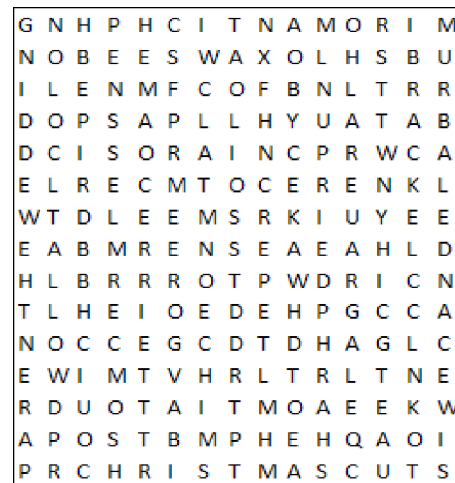 G N H P H C I T N A M O R I M
N O B E E S W A X O L H S B U
I L E N M F C O F B N L T R R
D O P S A P L L H Y U A T A B
D C I S O R A I N C P R W C A
E L R E C M T O C E R E N K L
W T D L E E M S R K I U Y E E
E A B M R E N S E A E A H L D
H L B R R R O T P W D R I C N
T L H E I O E D E H P G C C A
N O C C E G C D T D H A G L C
E W I M T V H R L T R L T N E
R D U O T A I T M O A E E K W
A P O S T B M P H E H Q A O I
P R C H R I S T M A S C U T S